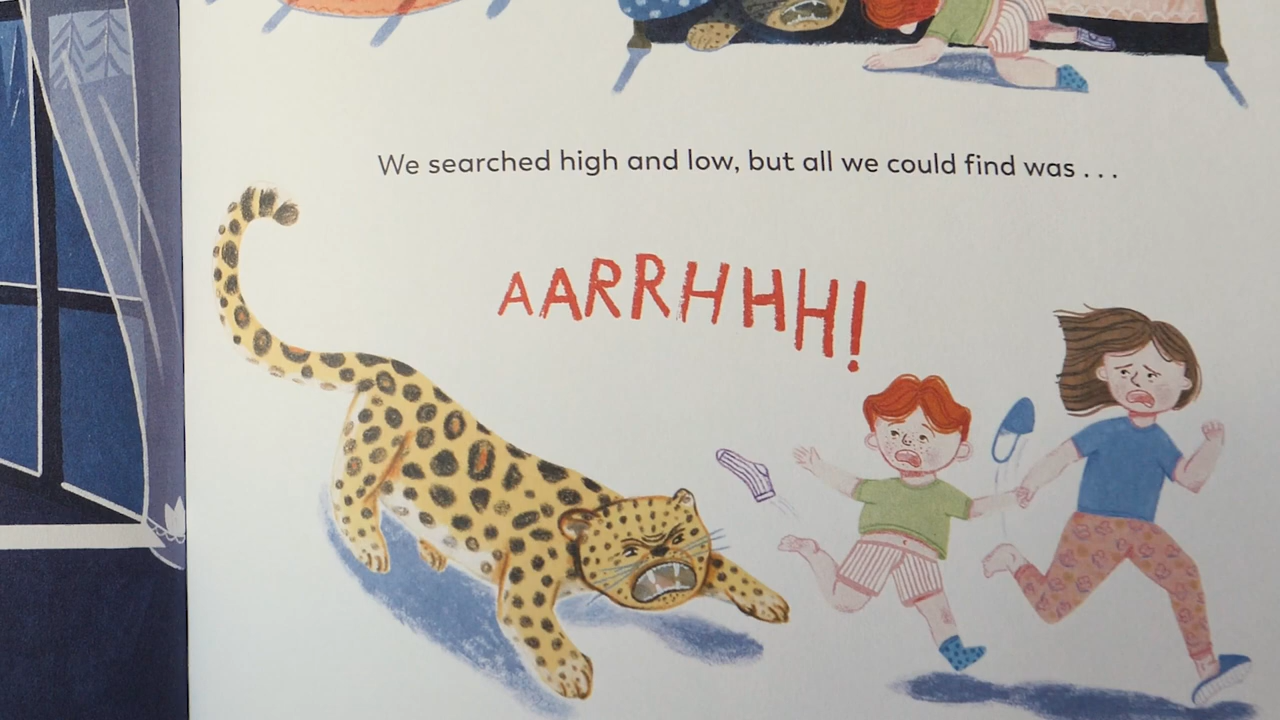 We searched high and low, but all we could find was . . .
AARRHHH!